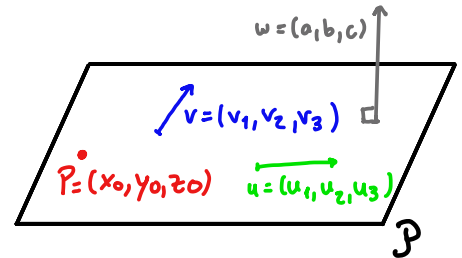 w=(a,b,c)
v=(v₁,v₂,v₃)
P=(x₀,y₀,z₀)
u=(u₁,u₂,u₃)
P